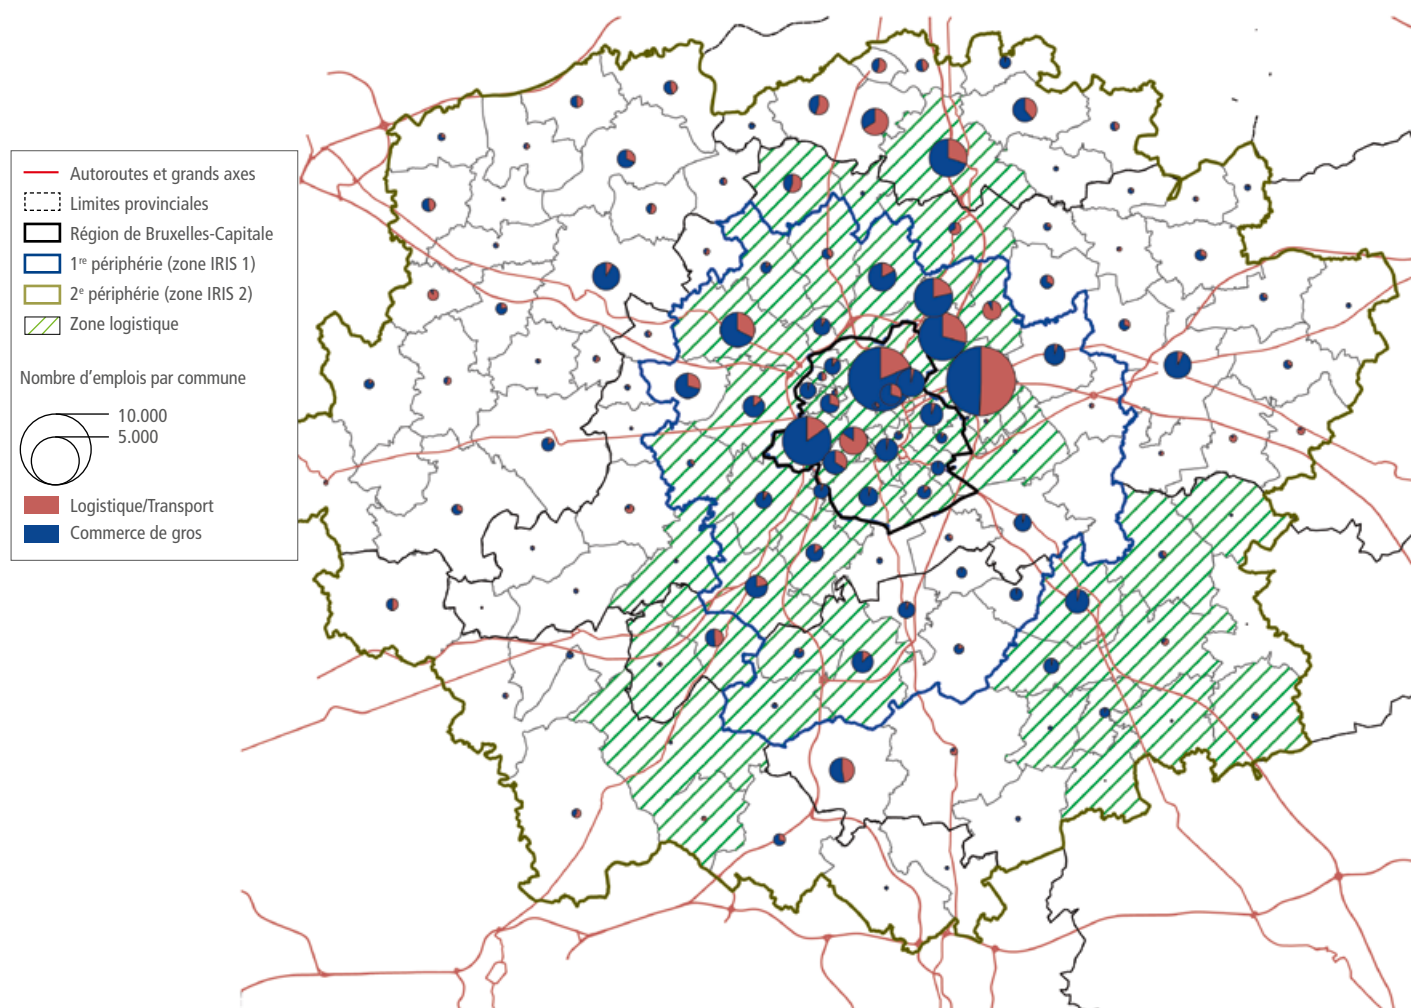 Autoroutes et grands axes
Limites provinciales
Région de Bruxelles-Capitale
1re périphérie (zone IRIS 1)
2e périphérie (zone IRIS 2)
Zone logistique
Nombre d'emplois par commune
10.000
5.000
Logistique/Transport
Commerce de gros